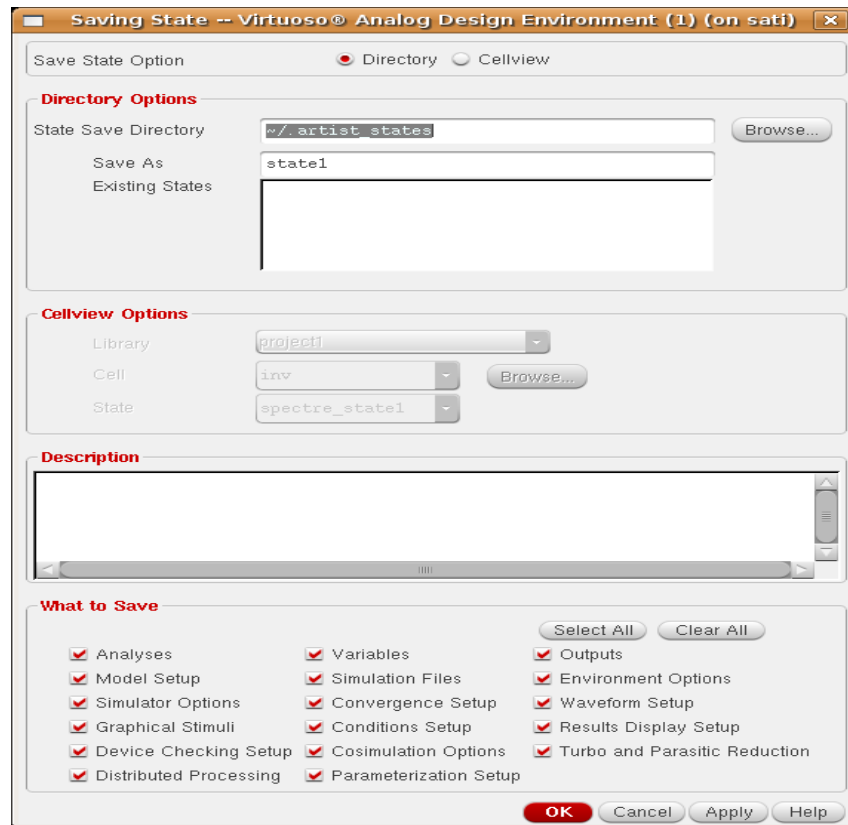 Saving State -- Virtuoso® Analog Design Environment (1) (on sati)
Save State Option Directory Cellview
Directory Options
State Save Directory ~/.artist_states Browse...
Save As state1
Existing States
Cellview Options
Library project1
Cell inv Browse...
State spectre_state1
Description
What to Save
Select All Clear All
Analyses Variables Outputs
Model Setup Simulation Files Environment Options
Simulator Options Convergence Setup Waveform Setup
Graphical Stimuli Conditions Setup Results Display Setup
Device Checking Setup Cosimulation Options Turbo and Parasitic Reduction
Distributed Processing Parameterization Setup
OK Cancel Apply Help